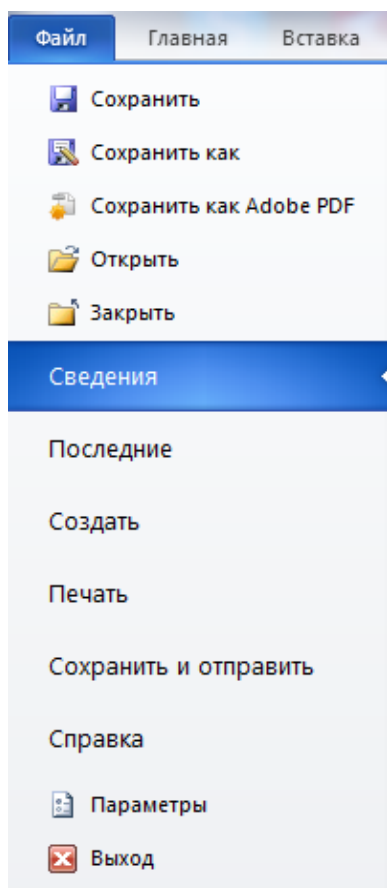 Файл Главная Вставка
Сохранить
Сохранить как
Сохранить как Adobe PDF
Открыть
Закрыть
Сведения
Последние
Создать
Печать
Сохранить и отправить
Справка
Параметры
Выход